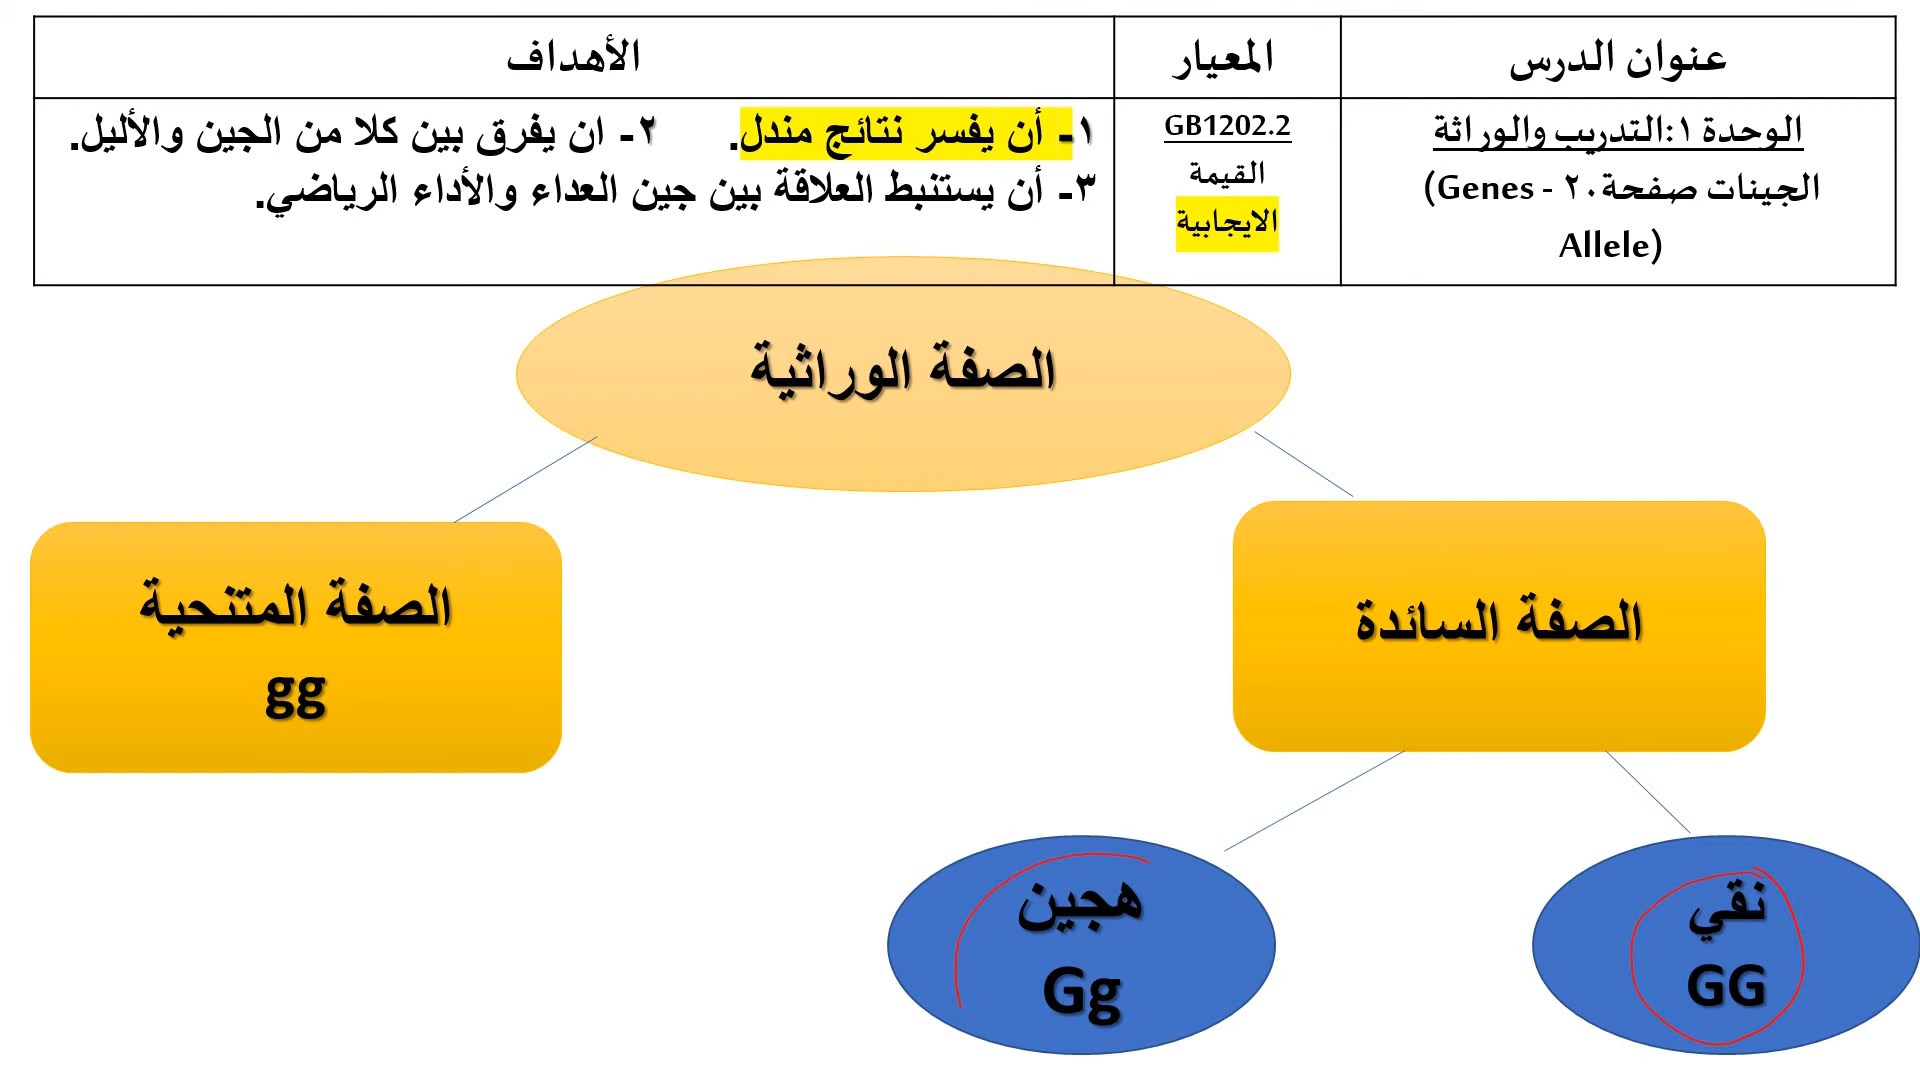 عنوان الدرس
المعيار
الأهداف
الوحدة ١:التدريب والوراثة
الجينات صفحة٢٠ - Genes)
Allele)
GB1202.2
القيمة
الايجابية
١- أن يفسر نتائج مندل. ٢- ان يفرق بين كلا من الجين والأليل.
٣- أن يستنبط العلاقة بين جين العداء والأداء الرياضي.
الصفة الوراثية
الصفة السائدة
الصفة المتنحية
gg
نقي
GG
هجين
Gg